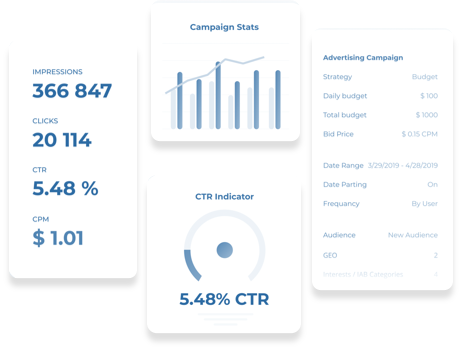 IMPRESSIONS
366 847
CLICKS
20 114
CTR
5.48 %
CPM
$ 1.01
Campaign Stats
CTR Indicator
5.48% CTR
Advertising Campaign
Strategy Budget
Daily budget $ 100
Total budget $ 1000
Bid Price $ 0.15 CPM
Date Range 3/29/2019 - 4/28/2019
Date Parting On
Frequancy By User
Audience New Audience
GEO 2
Interests / IAB Categories